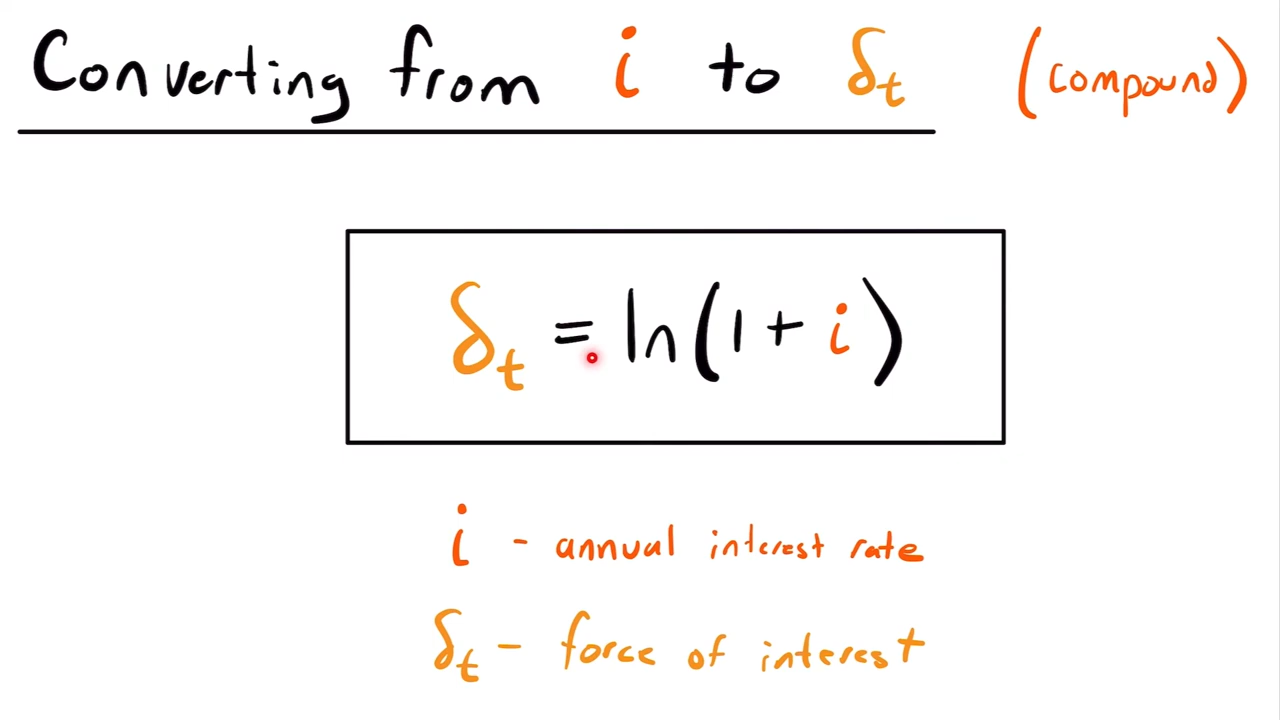 Converting from i to δt (compound)
δt = ln(1 + i)
i - annual interest rate
δt - force of interest